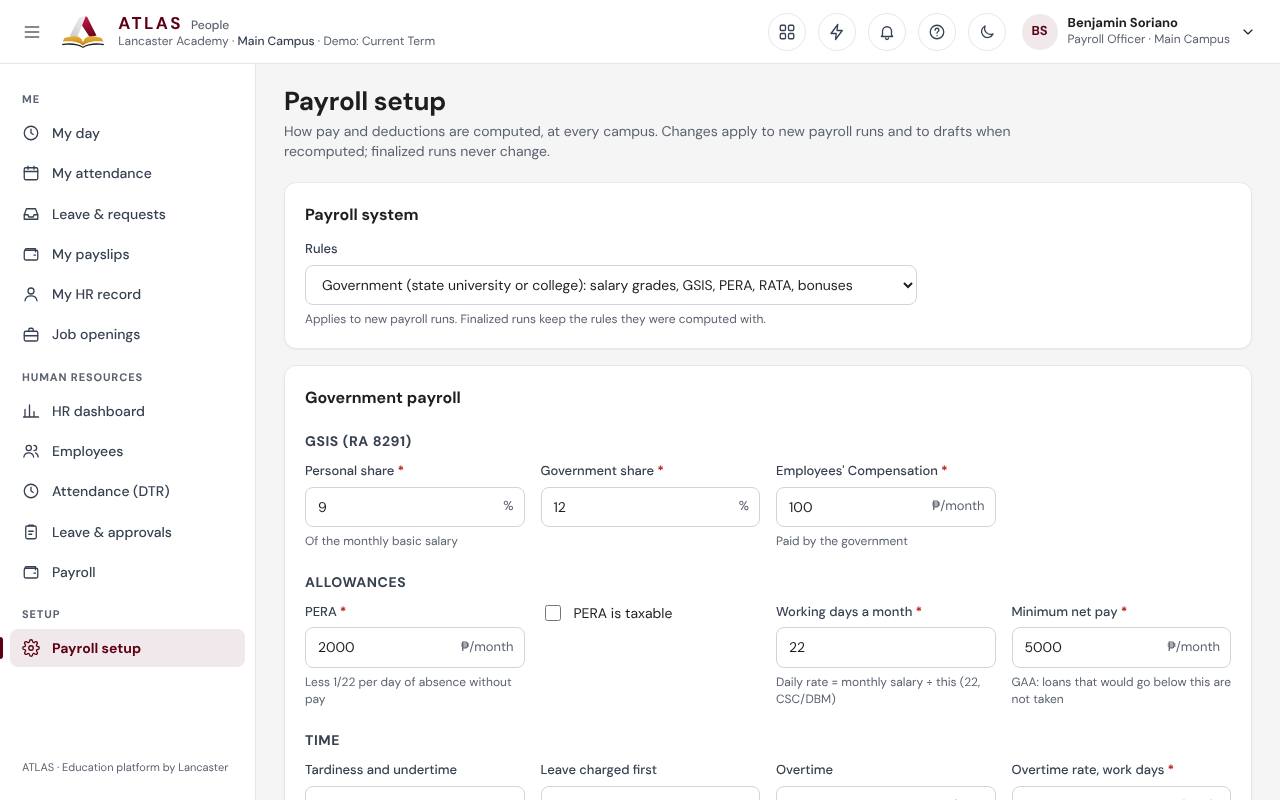 ATLAS People
Lancaster Academy · Main Campus · Demo: Current Term
BS
Benjamin Soriano
Payroll Officer · Main Campus
ME
My day
My attendance
Leave & requests
My payslips
My HR record
Job openings
HUMAN RESOURCES
HR dashboard
Employees
Attendance (DTR)
Leave & approvals
Payroll
SETUP
Payroll setup
ATLAS · Education platform by Lancaster
Payroll setup
How pay and deductions are computed, at every campus. Changes apply to new payroll runs and to drafts when
recomputed; finalized runs never change.
Payroll system
Rules
Government (state university or college): salary grades, GSIS, PERA, RATA, bonuses
Applies to new payroll runs. Finalized runs keep the rules they were computed with.
Government payroll
GSIS (RA 8291)
Personal share * Government share * Employees' Compensation *
9 % 12 % 100 ₱/month
Of the monthly basic salary Paid by the government
ALLOWANCES
PERA * PERA is taxable Working days a month * Minimum net pay *
2000 ₱/month 22 5000 ₱/month
Less 1/22 per day of absence without Daily rate = monthly salary ÷ this (22, GAA: loans that would go below this are
pay CSC/DBM) not taken
TIME
Tardiness and undertime Leave charged first Overtime Overtime rate, work days *